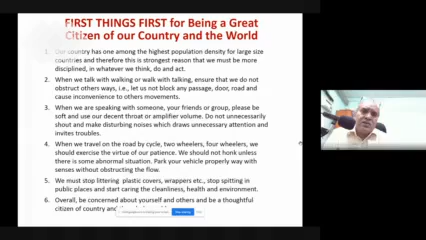 FIRST THINGS FIRST for Being a Great
Citizen of our Country and the World
1. Our country has one among the highest population density for large size
countries and therefore this is strongest reason that we must be more
disciplined, in whatever we think, do and act.
2. When we talk with walking or walk with talking, ensure that we do not
obstruct other ways, i.e., let us not block any passage, door, road and
cause inconvenience to others movements.
3. When we are speaking with someone, your friends or group, please be
soft and use our decent throat or amplifier volume. Do not unnecessarily
shout and make disturbing noises which draws unnecessary attention and
invites troubles.
4. When we travel on the road by cycle, two wheelers, four wheelers, we
should exercise the virtue of our patience. We should not honk unless
there is some abnormal situation. Park your vehicle properly way with
senses without obstructing the flow.
5. We must stop littering plastic covers, wrappers etc., stop spitting in
public places and start caring the cleanliness, health and environment.
6. Overall, be concerned about yourself and others and be a thoughtful
citizen of country and